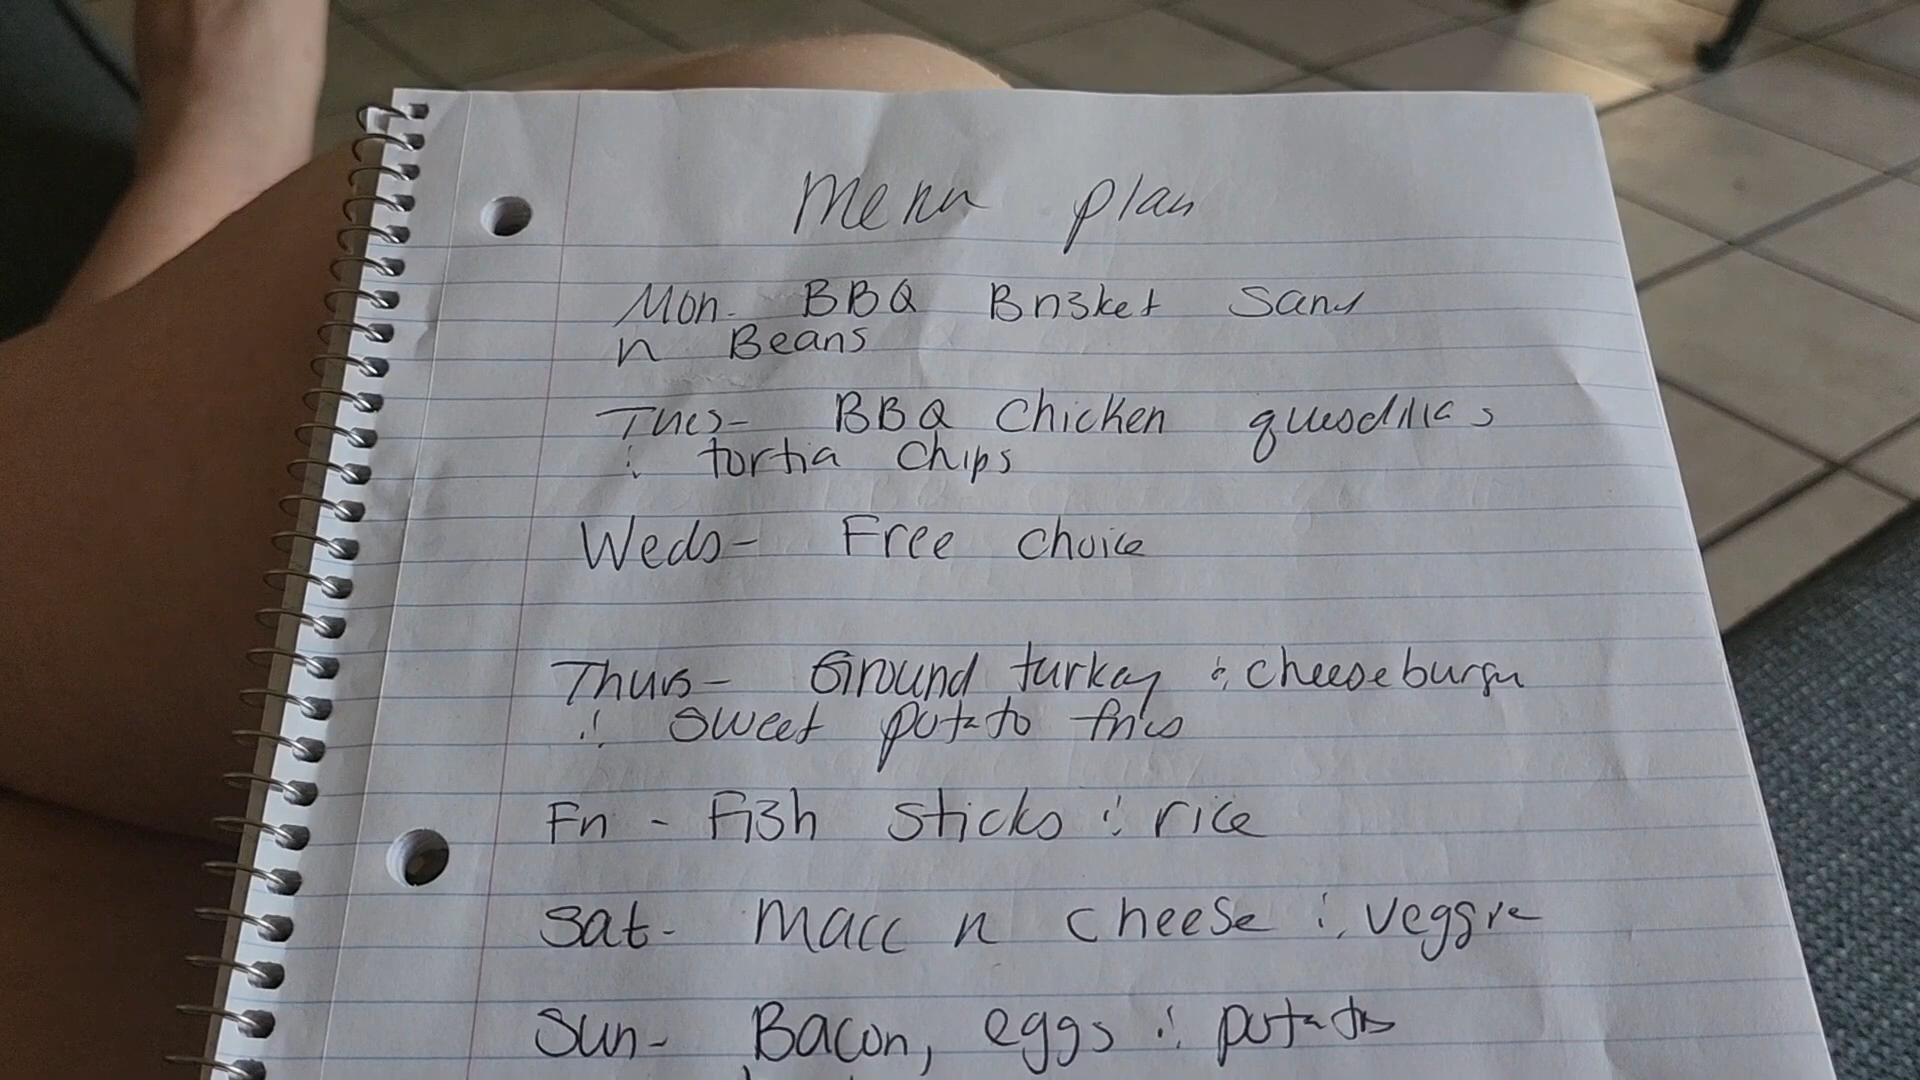 Menu plan
Mon- BBQ Brisket Sand
n Beans
Tues- BBQ Chicken quesdillas
& tortia chips
Weds- Free choice
Thurs- Ground turkey & cheeseburger
& sweet potato fries
Fri - Fish sticks & rice
Sat- Macc n cheese & veggie
Sun- Bacon, eggs & potatos